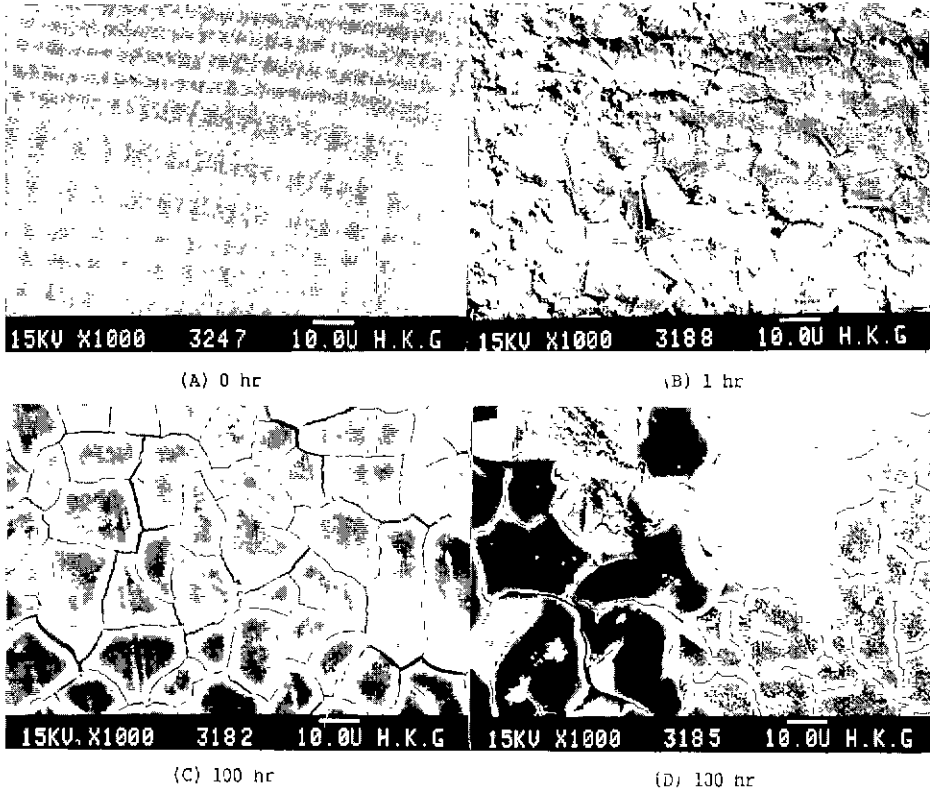 15KV X1000 3247 10.0U H.K.G
15KV X1000 3188 10.0U H.K.G
(A) 0 hr
(B) 1 hr
15KV X1000 3182 10.0U H.K.G
15KV X1000 3185 10.0U H.K.G
(C) 100 hr
(D) 100 hr